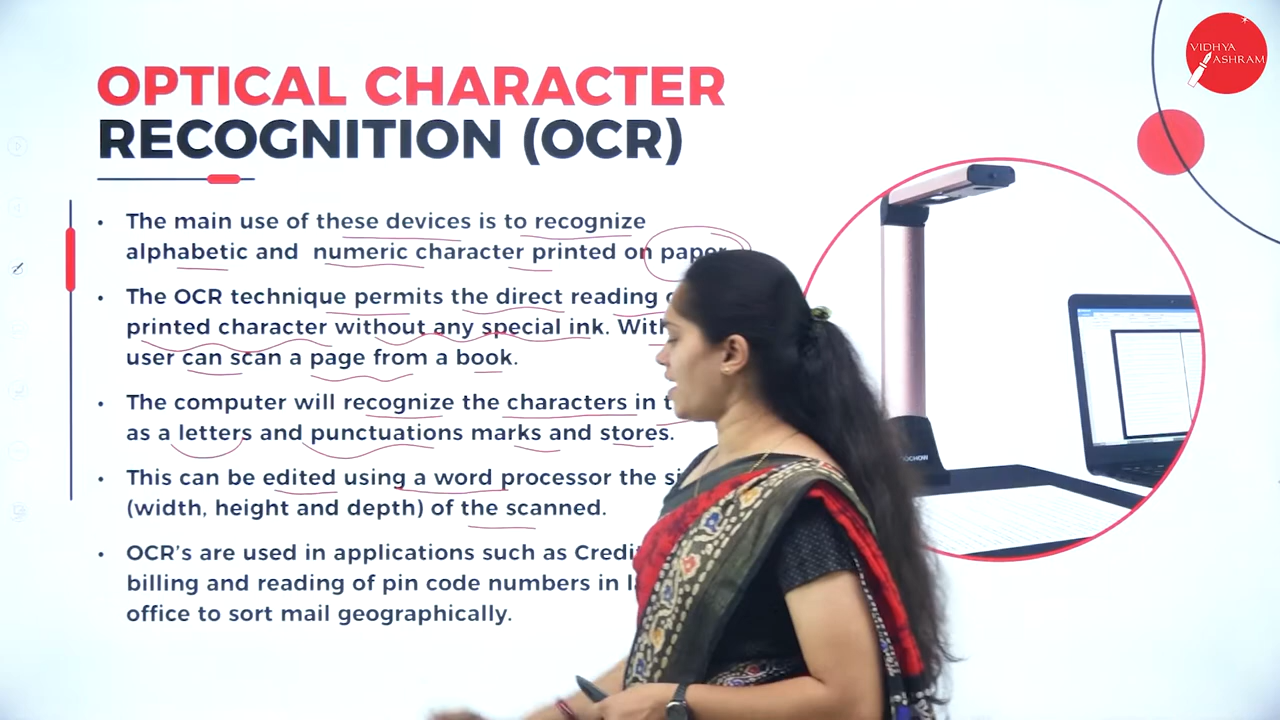 VIDHYA
ASHRAM
OPTICAL CHARACTER
RECOGNITION (OCR)
• The main use of these devices is to recognize
alphabetic and numeric character printed on paper
• The OCR technique permits the direct reading
printed character without any special ink. With
user can scan a page from a book.
• The computer will recognize the characters in
as a letters and punctuations marks and stores.
• This can be edited using a word processor the
(width, height and depth) of the scanned.
• OCR's are used in applications such as Credit
billing and reading of pin code numbers in
office to sort mail geographically.